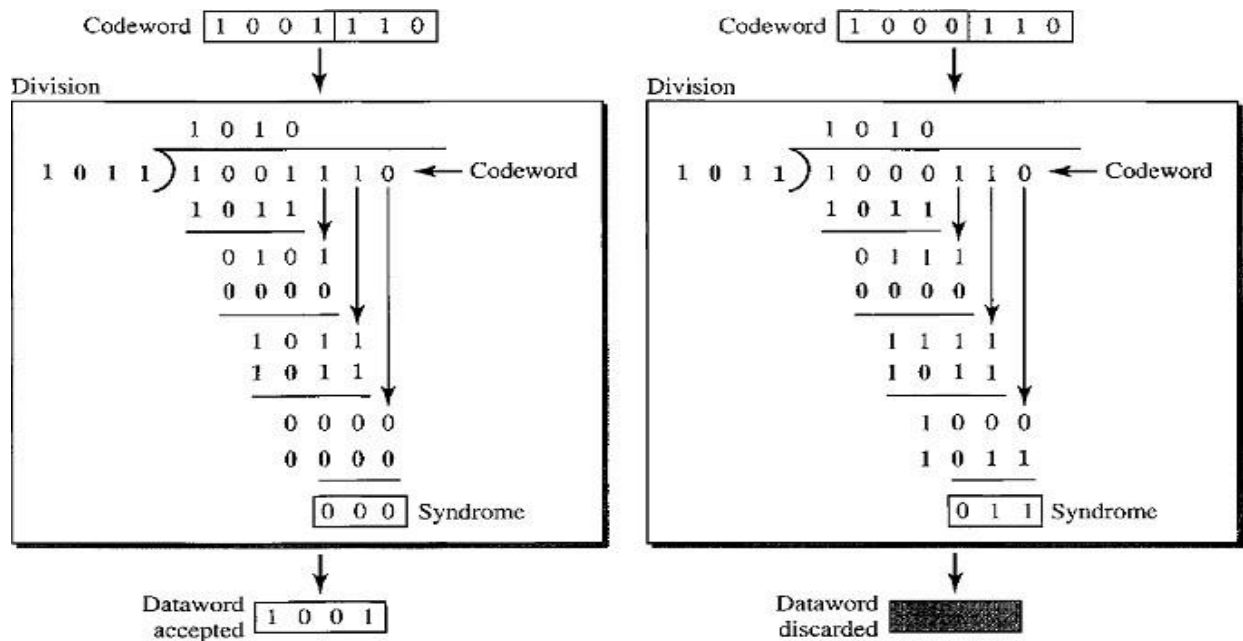 Codeword 1 0 0 1 1 1 0
Division
1 0 1 0
1 0 1 1 1 0 0 1 1 1 0 Codeword
1 0 1 1
0 1 0 1
0 0 0 0
1 0 1 1
1 0 1 1
0 0 0 0
0 0 0 0
0 0 0 Syndrome
Dataword
accepted 1 0 0 1
Codeword 1 0 0 0 1 1 0
Division
1 0 1 0
1 0 1 1 1 0 0 0 1 1 0 Codeword
1 0 1 1
0 1 1 1
0 0 0 0
1 1 1 1
1 0 1 1
1 0 0 0
1 0 1 1
0 1 1 Syndrome
Dataword
discarded